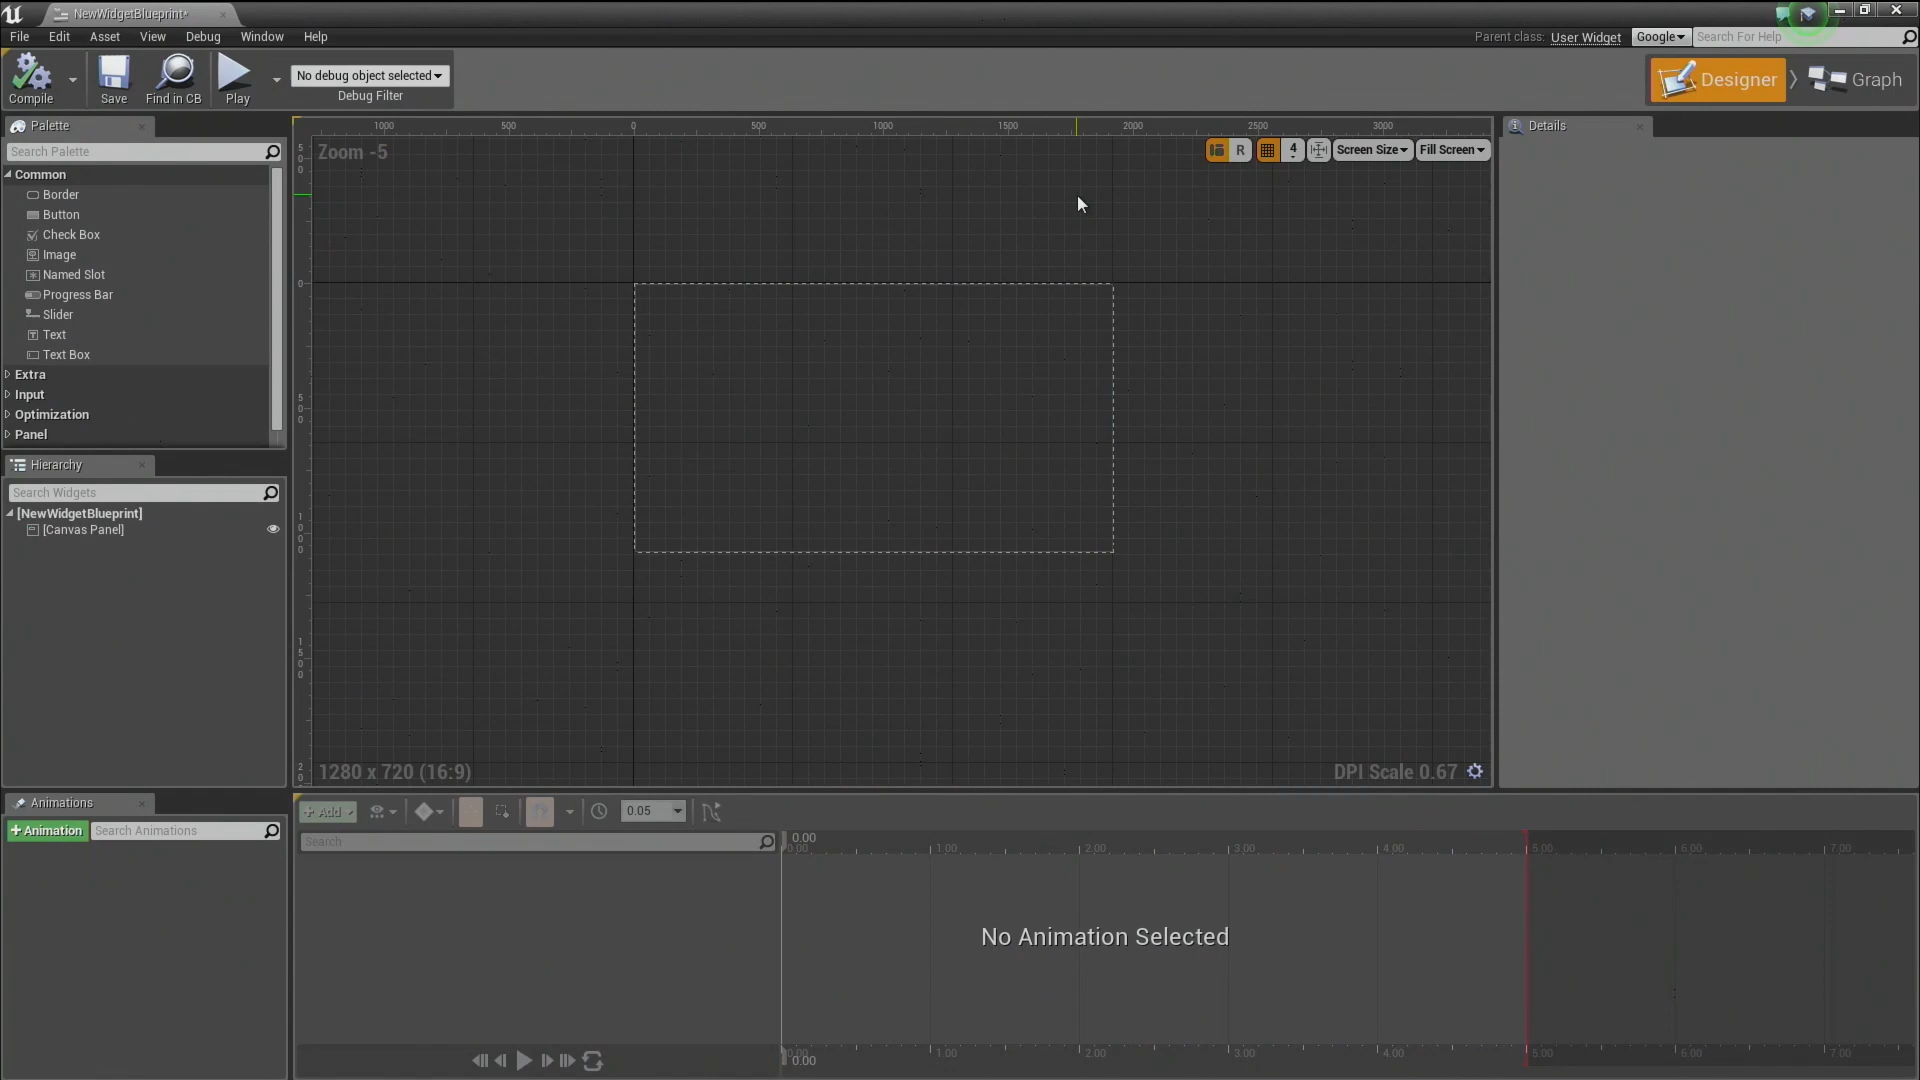 NewWidgetBlueprint*
File Edit Asset View Debug Window Help
Parent class: User Widget Google Search For Help
Compile Save Find in CB Play
No debug object selected
Debug Filter
Designer Graph
Palette
Search Palette
Common
Border
Button
Check Box
Image
Named Slot
Progress Bar
Slider
Text
Text Box
Extra
Input
Optimization
Panel
Hierarchy
Search Widgets
[NewWidgetBlueprint]
[Canvas Panel]
1000 500 0 500 1000 1500 2000 2500 3000
Zoom -5
R 4 Screen Size Fill Screen
500
0
500
1000
1500
20
1280 x 720 (16:9)
DPI Scale 0.67
Details
Animations
+Animation Search Animations
+ Add 0.05
Search
0.00
0.00 1.00 2.00 3.00 4.00 5.00 6.00 7.00
No Animation Selected
0.00 1.00 2.00 3.00 4.00 5.00 6.00 7.00
0.00